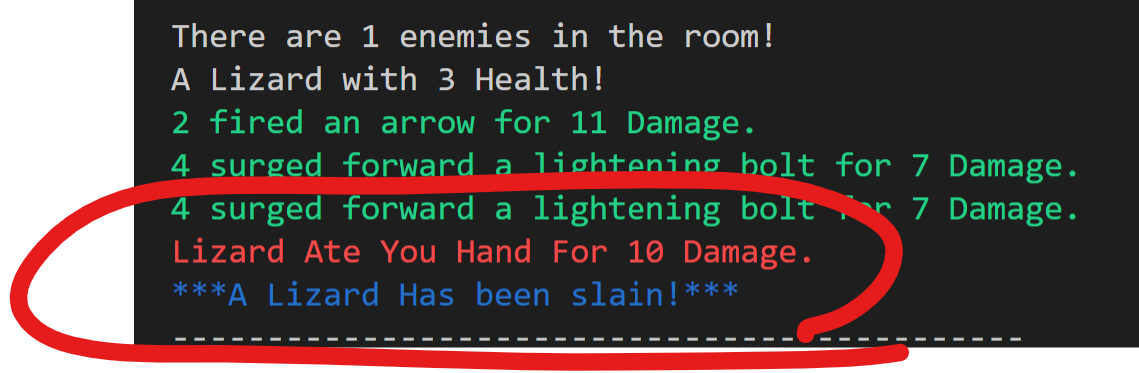 There are 1 enemies in the room!
A Lizard with 3 Health!
2 fired an arrow for 11 Damage.
4 surged forward a lightening bolt for 7 Damage.
4 surged forward a lightening bolt for 7 Damage.
Lizard Ate You Hand For 10 Damage.
***A Lizard Has been slain!***
---------------------------------------------